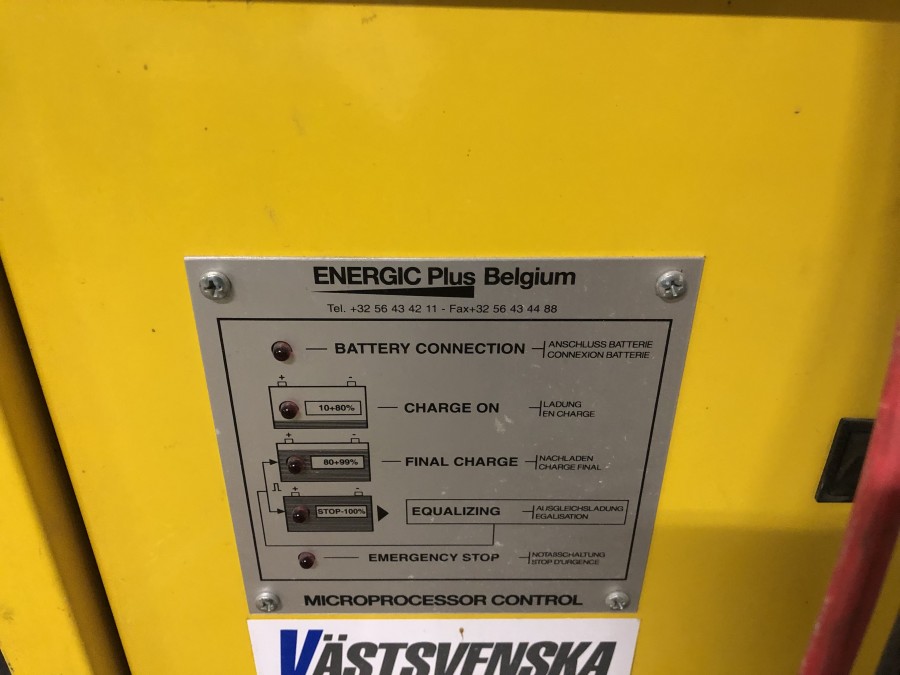 ENERGIC Plus Belgium
Tel. +32 56 43 42 11 - Fax+32 56 43 44 88
BATTERY CONNECTION
ANSCHLUSS BATTERIE
CONNEXION BATTERIE
+ -
10+80%
CHARGE ON
LADUNG
EN CHARGE
+ -
80+99%
FINAL CHARGE
NACHLADEN
CHARGE FINAL
+ -
STOP-100%
EQUALIZING
AUSGLEICHSLADUNG
EGALISATION
EMERGENCY STOP
NOTABSCHALTUNG
STOP D'URGENCE
MICROPROCESSOR CONTROL
VÄSTSVENSKA